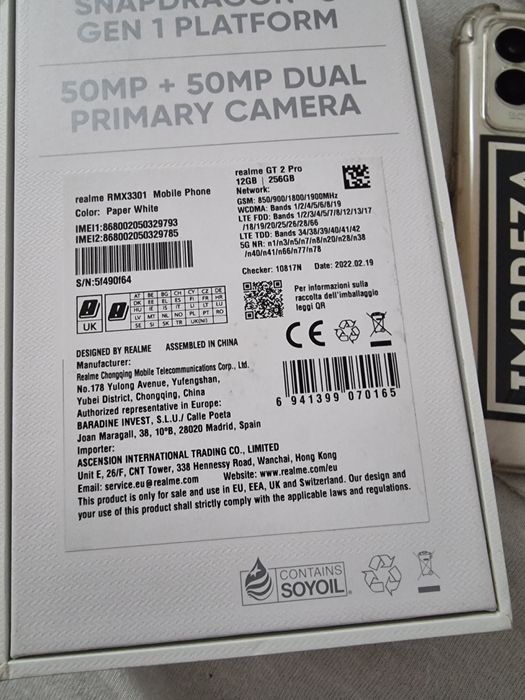 SNAPDRAGON
GEN 1 PLATFORM
50MP + 50MP DUAL
PRIMARY CAMERA
realme RMX3301 Mobile Phone
Color: Paper White
IMEI1:868002050329793
IMEI2:868002050329785
S/N:5f490f64
realme GT 2 Pro
12GB | 256GB
Network:
GSM: 850/900/1800/1900MHz
WCDMA: Bands 1/2/4/5/6/8/19
LTE FDD: Bands 1/2/3/4/5/7/8/12/13/17
/18/19/20/25/26/28/66
LTE TDD: Bands 34/38/39/40/41/42
5G NR: n1/n3/n5/n7/n8/n20/n28/n38
/n40/n41/n66/n77/n78
Checker: 10817N Date: 2022.02.19
UK
AT BE BG CH CY CZ DE
DK EE EL ES FI FR HR
HU IE IS IT LI LT LU
LV MT NL NO PL PT RO
SE SI SK TR UK(NI)
Per informazioni sulla
raccolta dell'imballaggio
leggi QR
CE
DESIGNED BY REALME ASSEMBLED IN CHINA
Manufacturer:
Realme Chongqing Mobile Telecommunications Corp., Ltd.
No.178 Yulong Avenue, Yufengshan,
Yubei District, Chongqing, China
Authorized representative in Europe:
BARADINE INVEST, S.L.U./ Calle Poeta
Joan Maragall, 38, 10ºB, 28020 Madrid, Spain
6 941399 070165
Importer:
ASCENSION INTERNATIONAL TRADING CO., LIMITED
Unit E, 26/F, CNT Tower, 338 Hennessy Road, Wanchai, Hong Kong
Email: service.eu@realme.com Website: www.realme.com/eu
This product is only for sale and use in EU, EEA, UK and Switzerland. Our design and
your use of this product shall strictly comply with the applicable laws and regulations.
CONTAINS
SOYOIL
IMPREZA